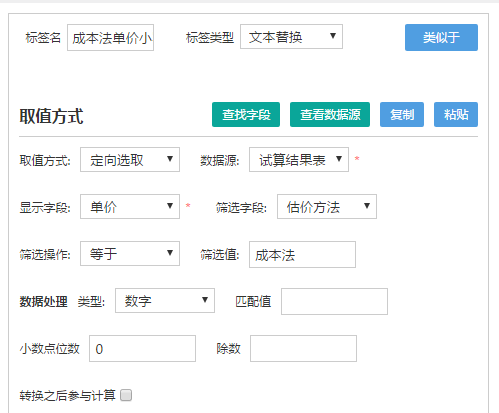 标签名 成本法单价小 标签类型 文本替换 类似于
取值方式 查找字段 查看数据源 复制 粘贴
取值方式: 定向选取 数据源: 试算结果表 *
显示字段: 单价 * 筛选字段: 估价方法
筛选操作: 等于 筛选值: 成本法
数据处理 类型: 数字 匹配值
小数点位数 0 除数
转换之后参与计算